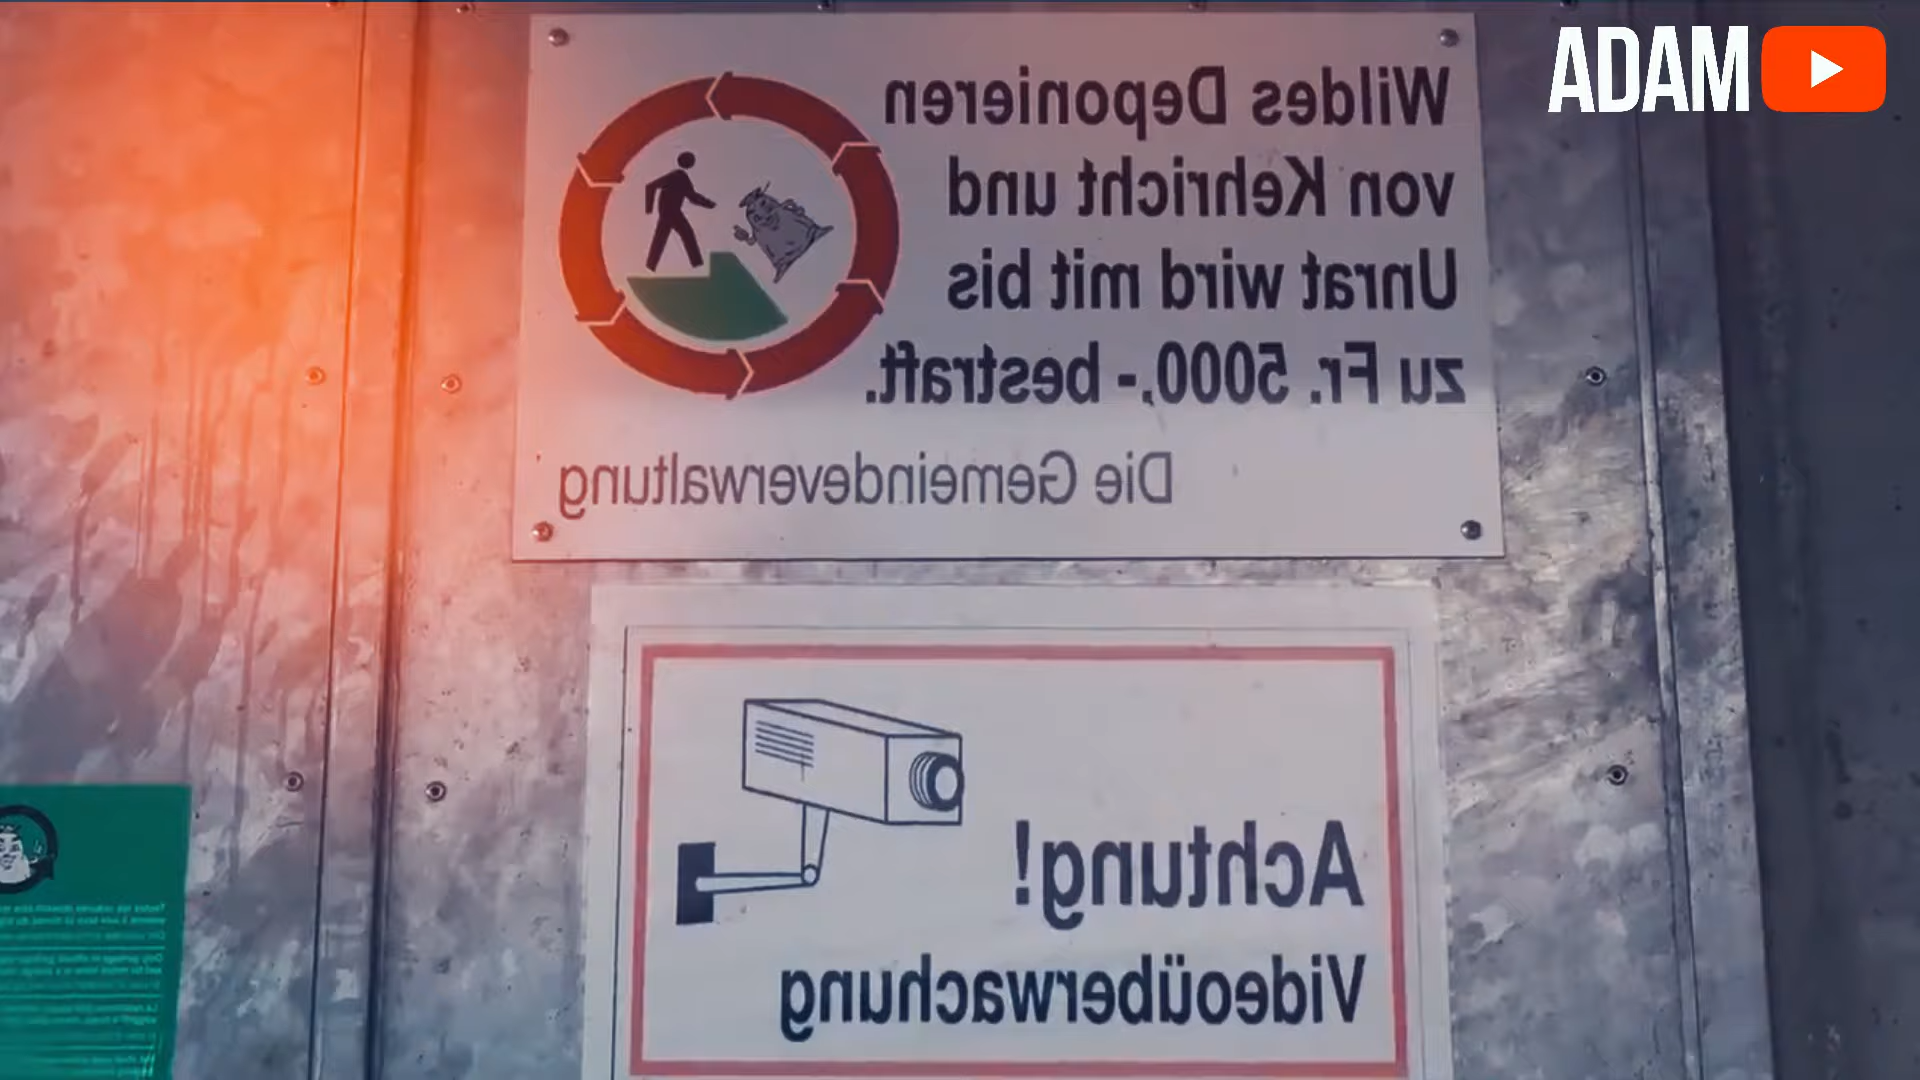 ADAM
Wildes Deponieren
von Kehricht und
Unrat wird mit bis
zu Fr. 5000,- bestraft.
Die Gemeindeverwaltung
Achtung!
Videoüberwachung